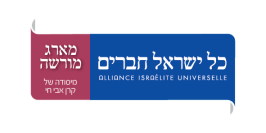 מארג
מורשה
מיסודה של
קרן אבי חי
כל ישראל חברים
ALLIANCE ISRAÉLITE UNIVERSELLE